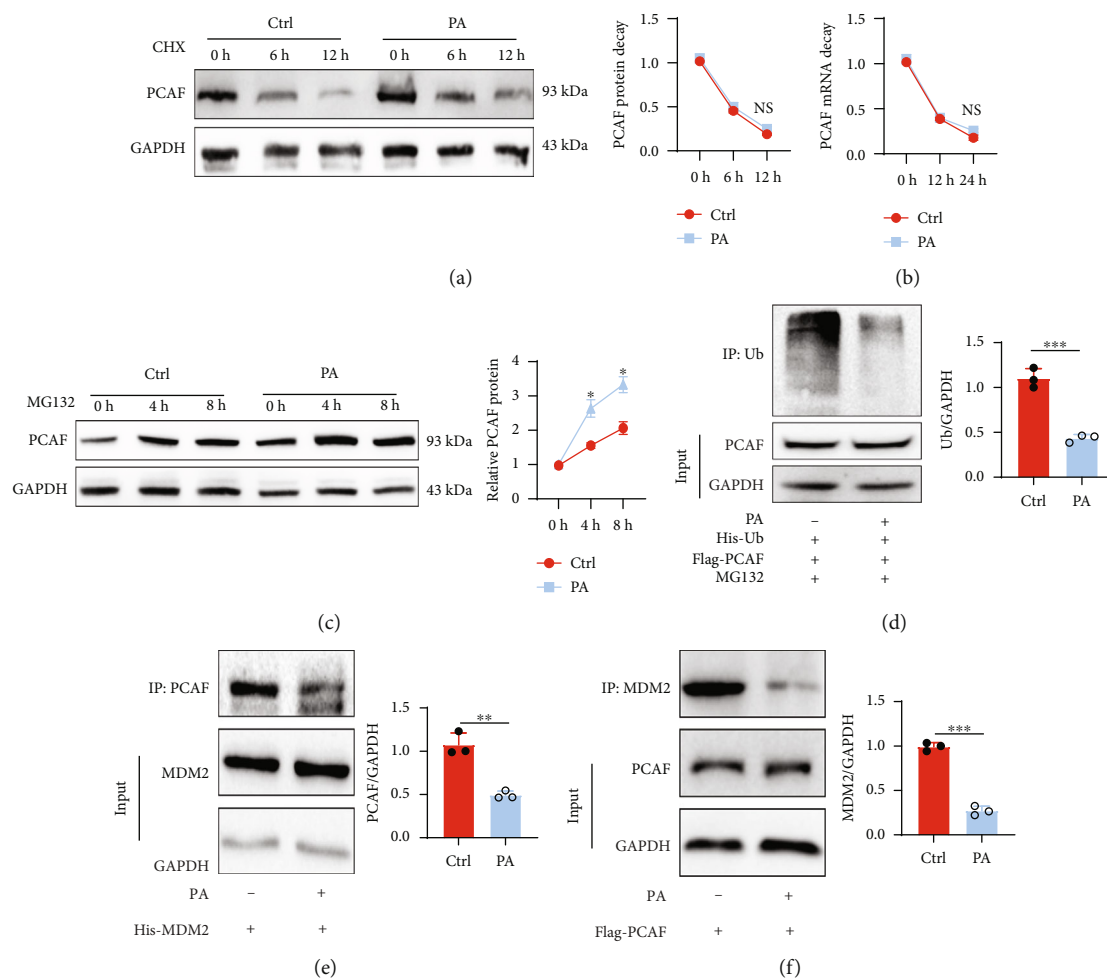 Ctrl PA
CHX 0 h 6 h 12 h 0 h 6 h 12 h
PCAF 93 kDa
GAPDH 43 kDa
(a)
PCAF protein decay
1.5
1.0
0.5
0.0
NS
0 h 6 h 12 h
Ctrl
PA
PCAF mRNA decay
1.5
1.0
0.5
0.0
NS
0 h 12 h 24 h
Ctrl
PA
(b)
Ctrl PA
MG132 0 h 4 h 8 h 0 h 4 h 8 h
PCAF 93 kDa
GAPDH 43 kDa
Relative PCAF protein
4
3
2
1
0
* *
0 h 4 h 8 h
Ctrl
PA
(c)
IP: Ub
Input
PCAF
GAPDH
PA – +
His-Ub + +
Flag-PCAF + +
MG132 + +
Ub/GAPDH
1.5
1.0
0.5
0.0
***
Ctrl PA
(d)
IP: PCAF
Input
MDM2
GAPDH
PA – +
His-MDM2 + +
PCAF/GAPDH
1.5
1.0
0.5
0.0
**
Ctrl PA
(e)
IP: MDM2
Input
PCAF
GAPDH
PA – +
Flag-PCAF + +
MDM2/GAPDH
1.5
1.0
0.5
0.0
***
Ctrl PA
(f)